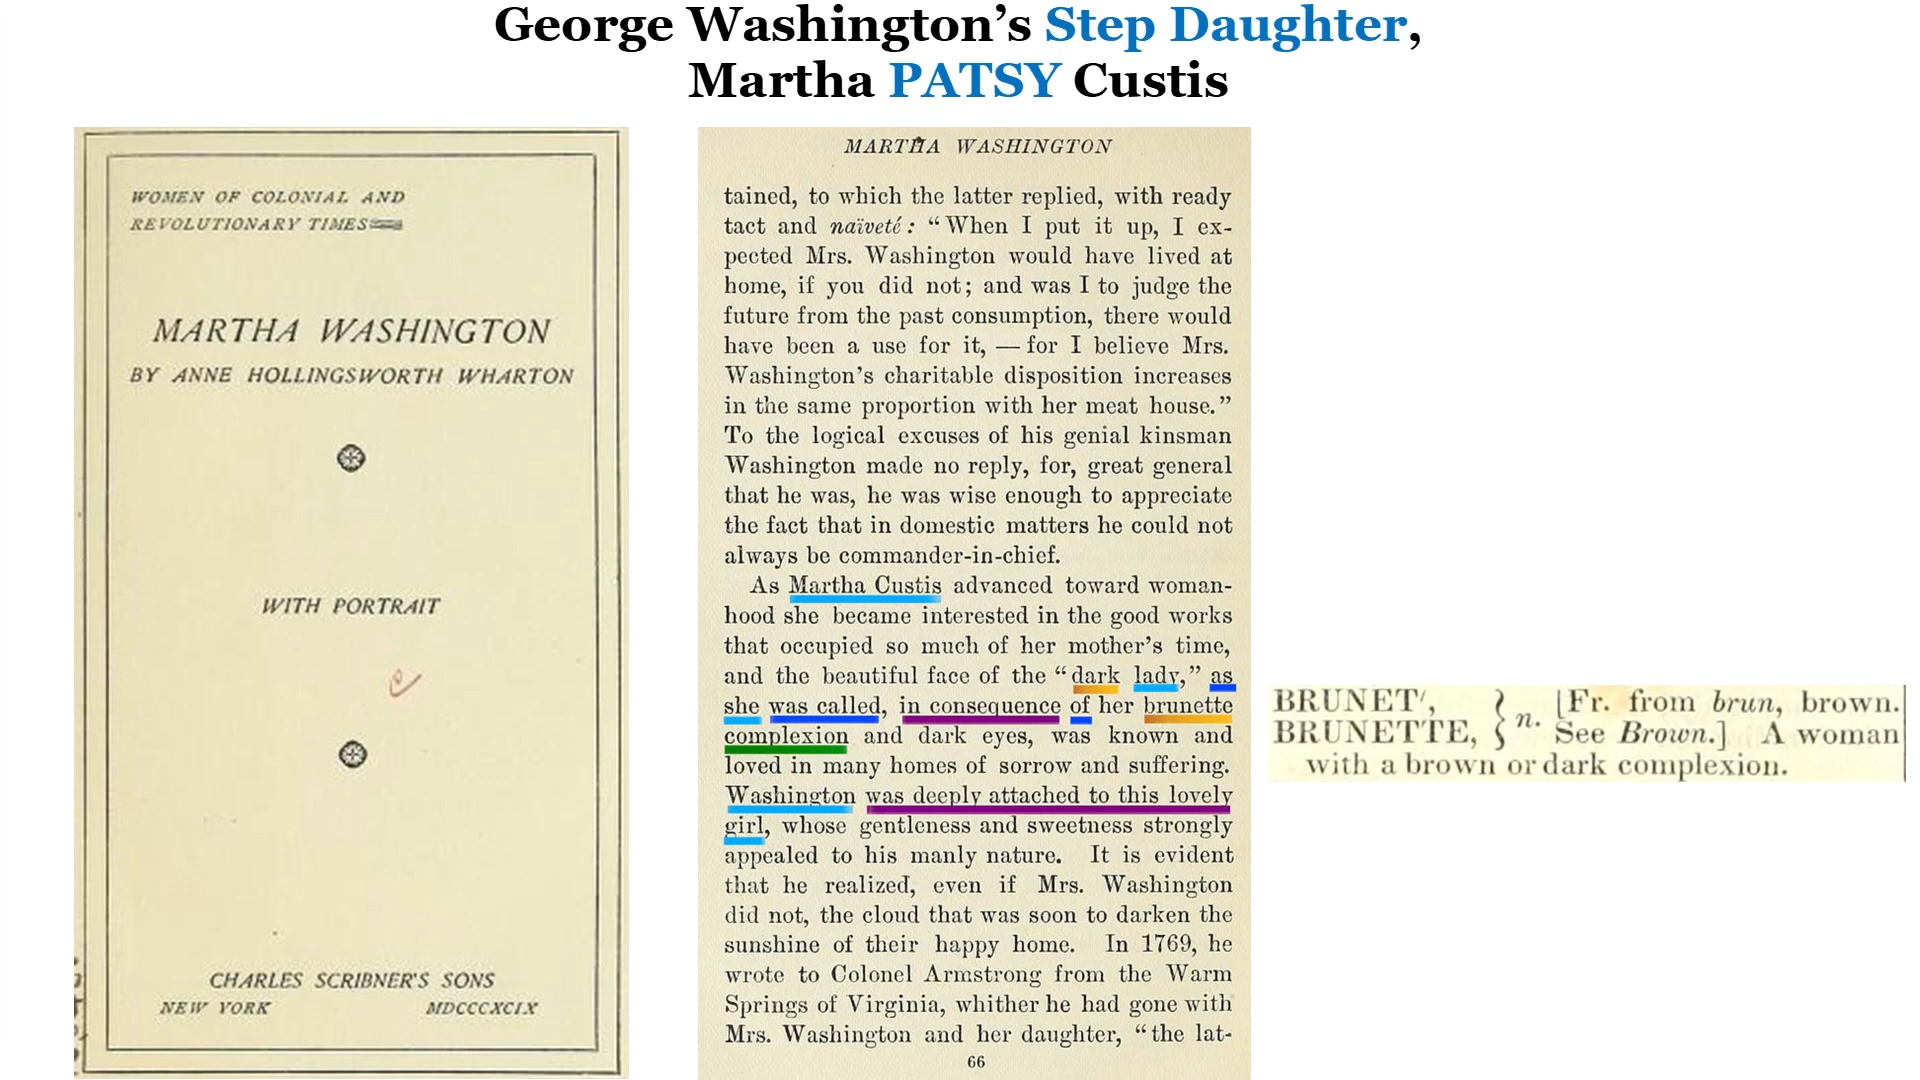 George Washington’s Step Daughter,
Martha PATSY Custis
WOMEN OF COLONIAL AND
REVOLUTIONARY TIMES
MARTHA WASHINGTON
BY ANNE HOLLINGSWORTH WHARTON
WITH PORTRAIT
CHARLES SCRIBNER'S SONS
NEW YORK MDCCCXCIX
MARTHA WASHINGTON
tained, to which the latter replied, with ready
tact and naïveté: “When I put it up, I ex-
pected Mrs. Washington would have lived at
home, if you did not; and was I to judge the
future from the past consumption, there would
have been a use for it, — for I believe Mrs.
Washington’s charitable disposition increases
in the same proportion with her meat house.”
To the logical excuses of his genial kinsman
Washington made no reply, for, great general
that he was, he was wise enough to appreciate
the fact that in domestic matters he could not
always be commander-in-chief.
As Martha Custis advanced toward woman-
hood she became interested in the good works
that occupied so much of her mother’s time,
and the beautiful face of the “dark lady,” as
she was called, in consequence of her brunette
complexion and dark eyes, was known and
loved in many homes of sorrow and suffering.
Washington was deeply attached to this lovely
girl, whose gentleness and sweetness strongly
appealed to his manly nature. It is evident
that he realized, even if Mrs. Washington
did not, the cloud that was soon to darken the
sunshine of their happy home. In 1769, he
wrote to Colonel Armstrong from the Warm
Springs of Virginia, whither he had gone with
Mrs. Washington and her daughter, “the lat-
66
BRUNET', } n. [Fr. from brun, brown.
BRUNETTE, } See Brown.] A woman
with a brown or dark complexion.